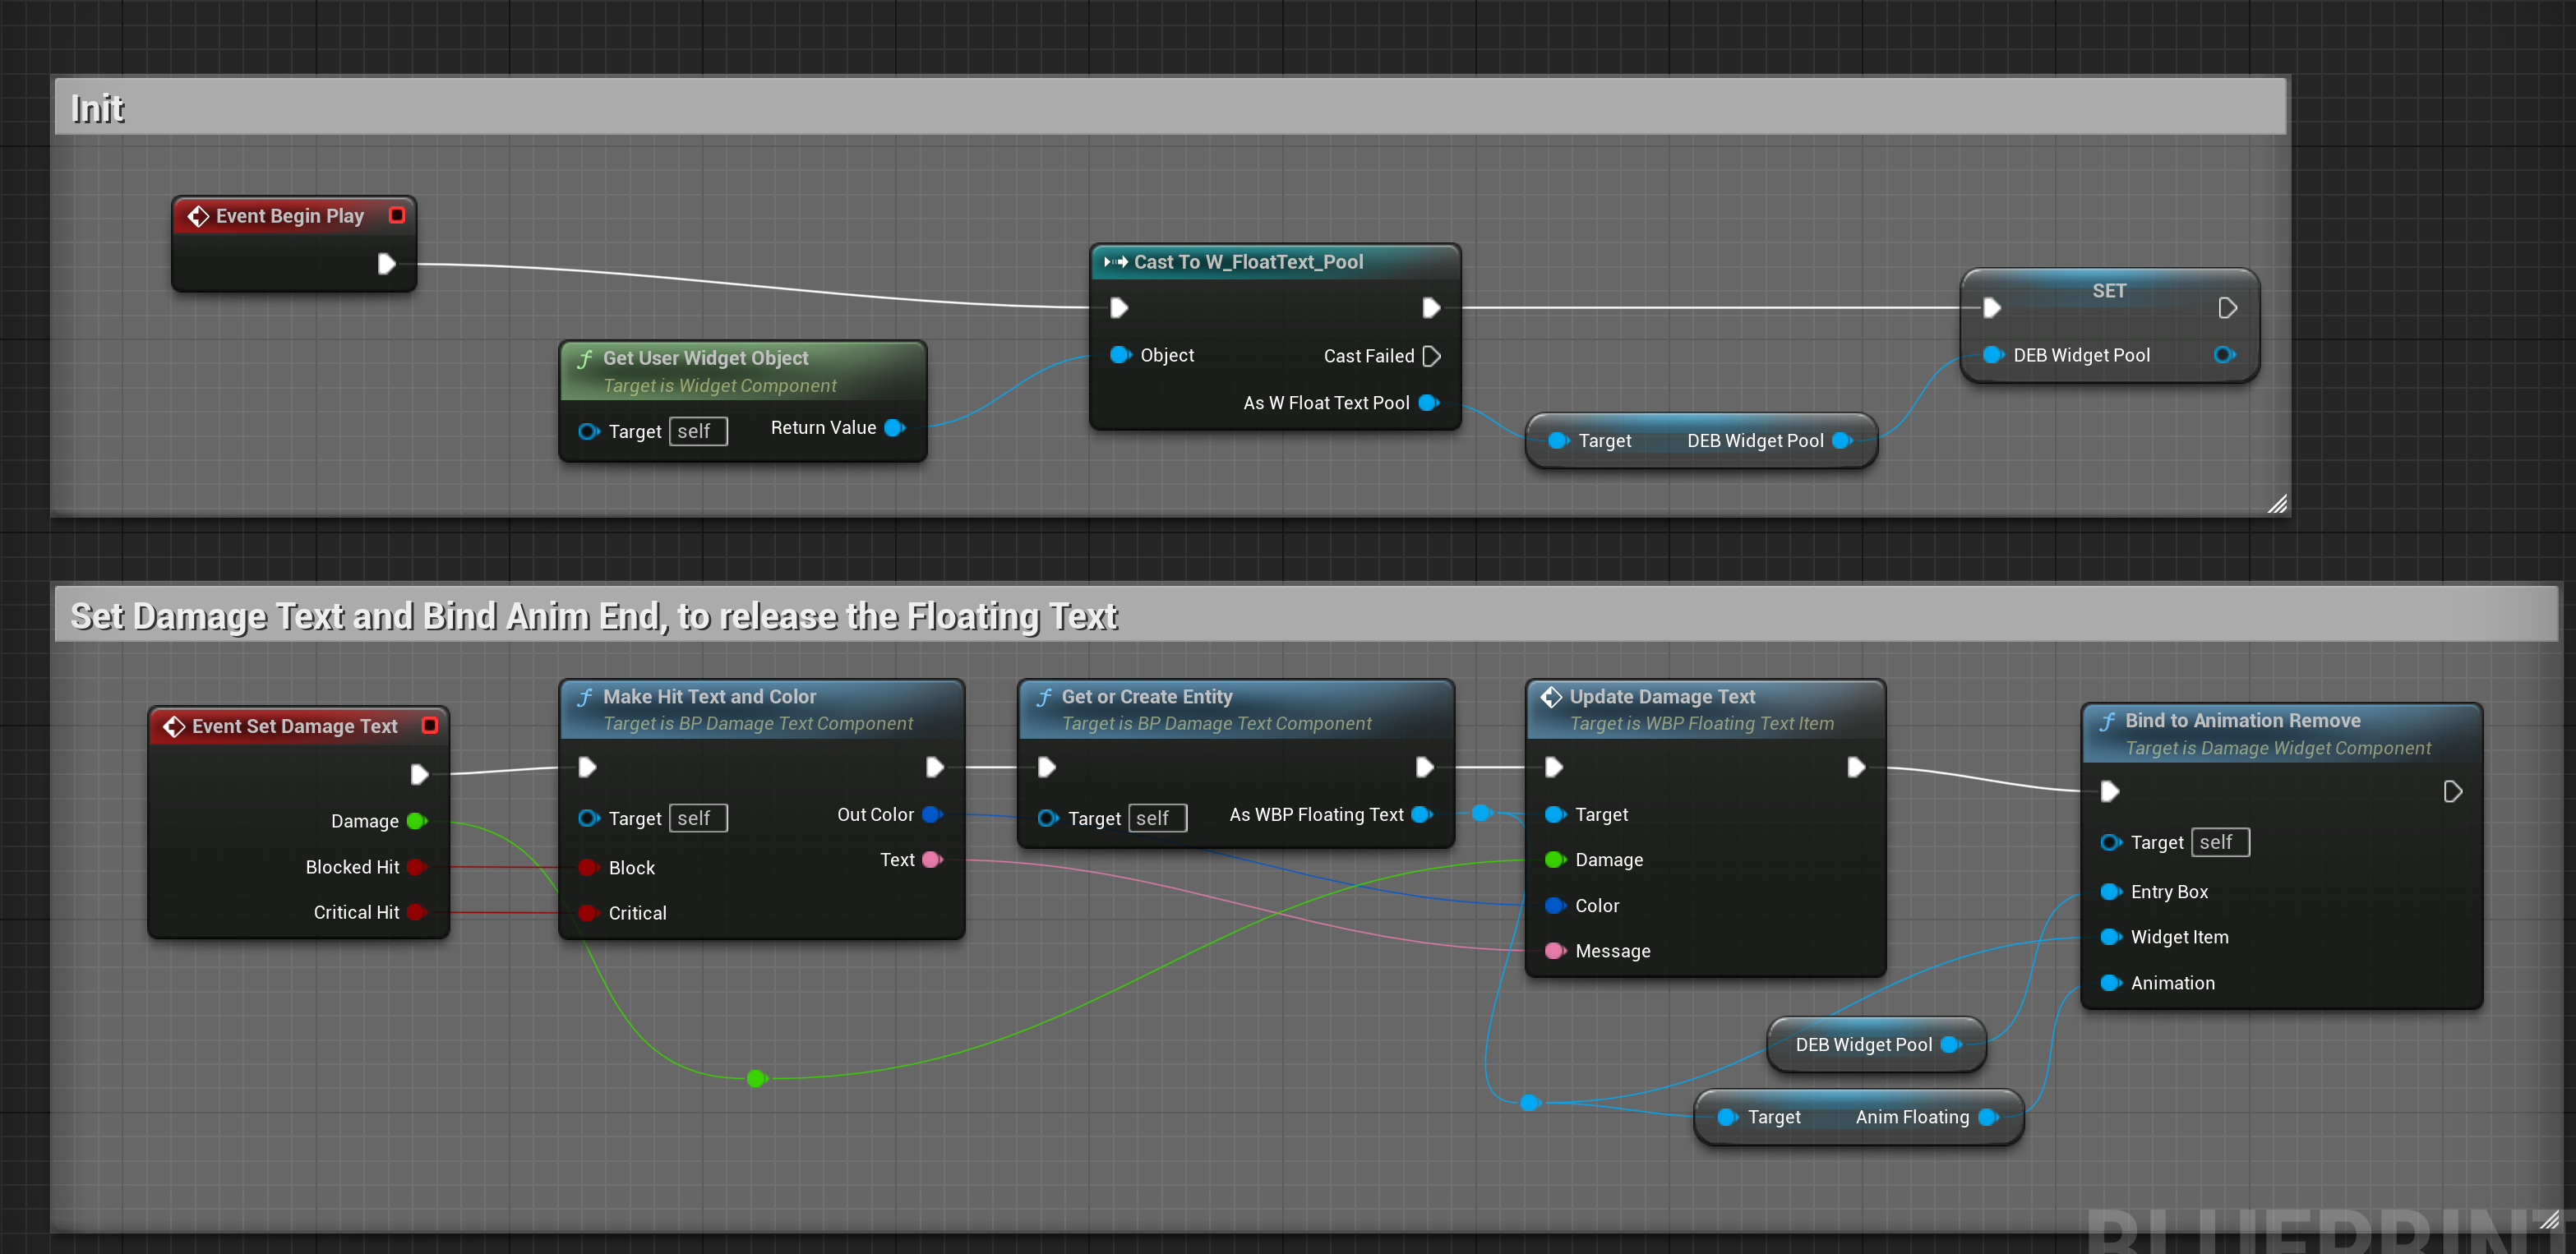 Init
Event Begin Play
Cast To W_FloatText_Pool
Object
Cast Failed
As W Float Text Pool
Get User Widget Object
Target is Widget Component
Target self
Return Value
SET
DEB Widget Pool
Target
DEB Widget Pool
Set Damage Text and Bind Anim End, to release the Floating Text
Event Set Damage Text
Damage
Blocked Hit
Critical Hit
Make Hit Text and Color
Target is BP Damage Text Component
Target self
Out Color
Text
Block
Critical
Get or Create Entity
Target is BP Damage Text Component
Target self
As WBP Floating Text
Update Damage Text
Target is WBP Floating Text Item
Target
Damage
Color
Message
Bind to Animation Remove
Target is Damage Widget Component
Target self
Entry Box
Widget Item
Animation
DEB Widget Pool
Target
Anim Floating
BLUEPRINT